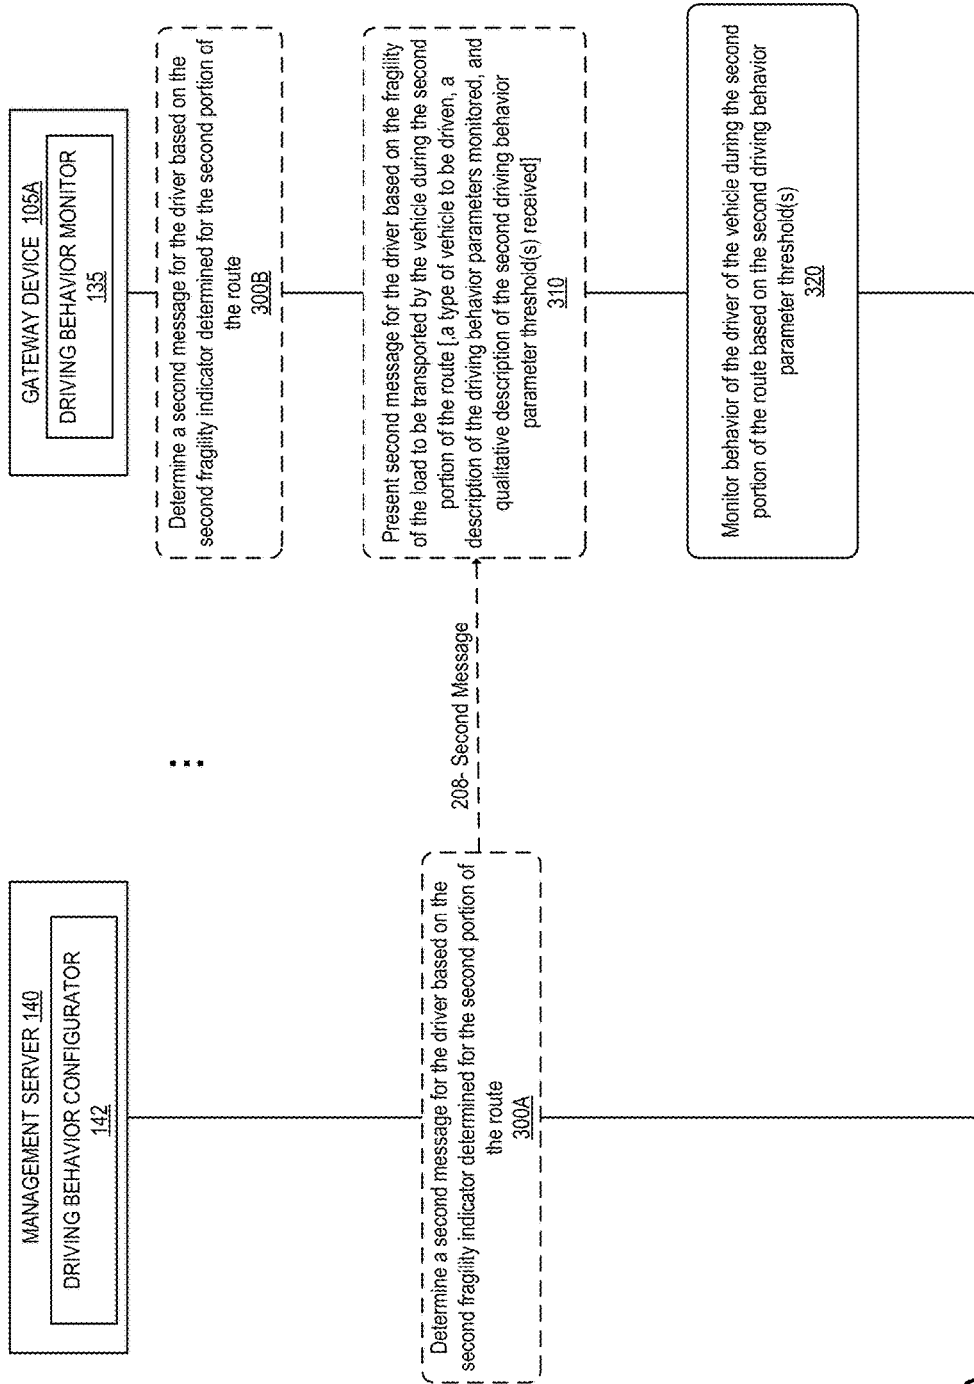 MANAGEMENT SERVER 140
DRIVING BEHAVIOR CONFIGURATOR
142
GATEWAY DEVICE 105A
DRIVING BEHAVIOR MONITOR
135
...
Determine a second message for the driver based on the
second fragility indicator determined for the second portion of
the route
300B
Determine a second message for the driver based on the
second fragility indicator determined for the second portion of
the route
300A
208- Second Message
Present second message for the driver based on the fragility
of the load to be transported by the vehicle during the second
portion of the route [,a type of vehicle to be driven, a
description of the driving behavior parameters monitored, and
qualitative description of the second driving behavior
parameter threshold(s) received]
310
Monitor behavior of the driver of the vehicle during the second
portion of the route based on the second driving behavior
parameter threshold(s)
320